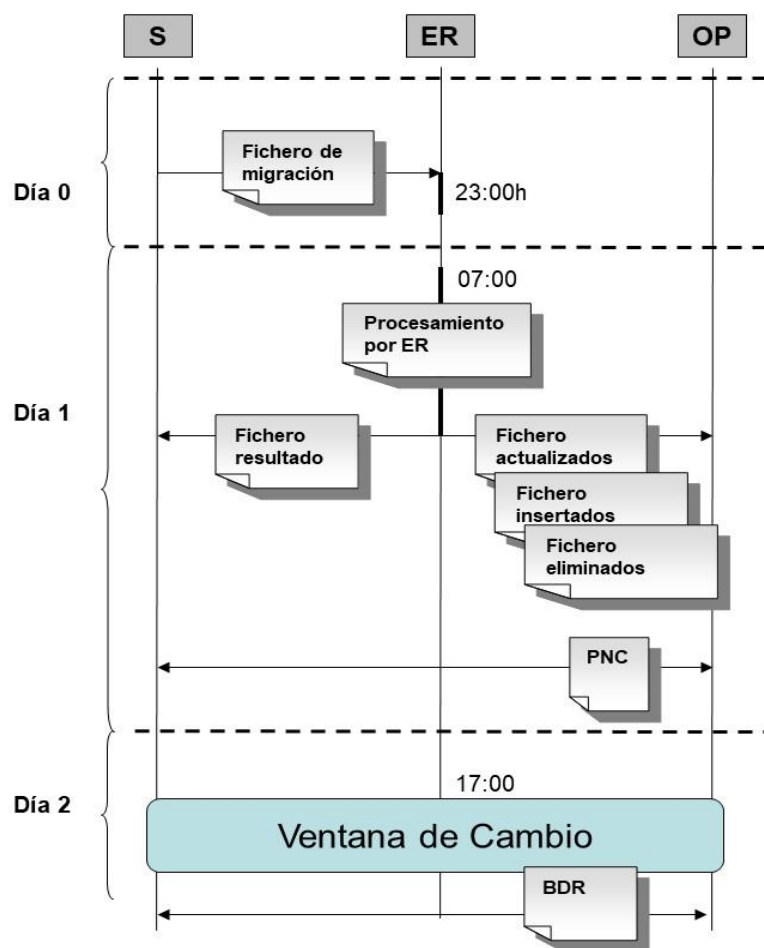 S
ER
OP
Fichero de
migración
Día 0
23:00h
07:00
Procesamiento
por ER
Día 1
Fichero
resultado
Fichero
actualizados
Fichero
insertados
Fichero
eliminados
PNC
17:00
Día 2
Ventana de Cambio
BDR